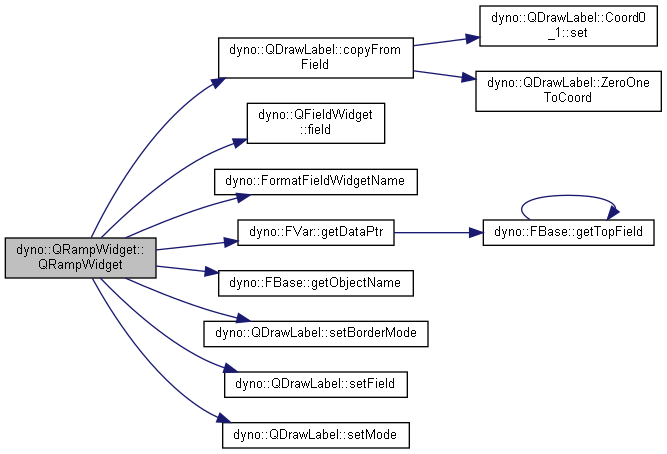 dyno::QRampWidget::
QRampWidget
dyno::QDrawLabel::copyFrom
Field
dyno::QDrawLabel::Coord0
_1::set
dyno::QDrawLabel::ZeroOne
ToCoord
dyno::QFieldWidget
::field
dyno::FormatFieldWidgetName
dyno::FVar::getDataPtr
dyno::FBase::getTopField
dyno::FBase::getObjectName
dyno::QDrawLabel::setBorderMode
dyno::QDrawLabel::setField
dyno::QDrawLabel::setMode